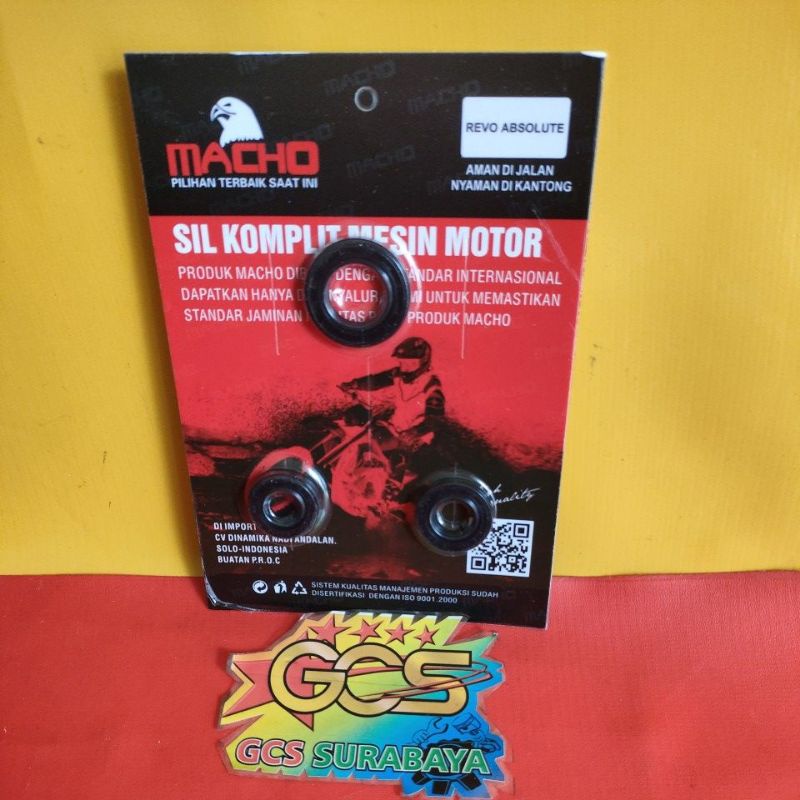 MACHO
PILIHAN TERBAIK SAAT INI
REVO ABSOLUTE
AMAN DI JALAN
NYAMAN DI KANTONG
SIL KOMPLIT MESIN MOTOR
PRODUK MACHO DENGA STANDAR INTERNASIONAL
DAPATKAN HANYA UNTUK MEMASTIKAN
STANDAR JAMINAN PRODUK MACHO
DI IMPORT
CV DINAMIKA ANDALAN.
SOLO-INDONESIA
BUATAN P.R.O.C
SISTEM KUALITAS MANAJEMEN PRODUKSI SUDAH
DISERTIFIKASI DENGAN ISO 9001:2000
GCS
GCS SURABAYA